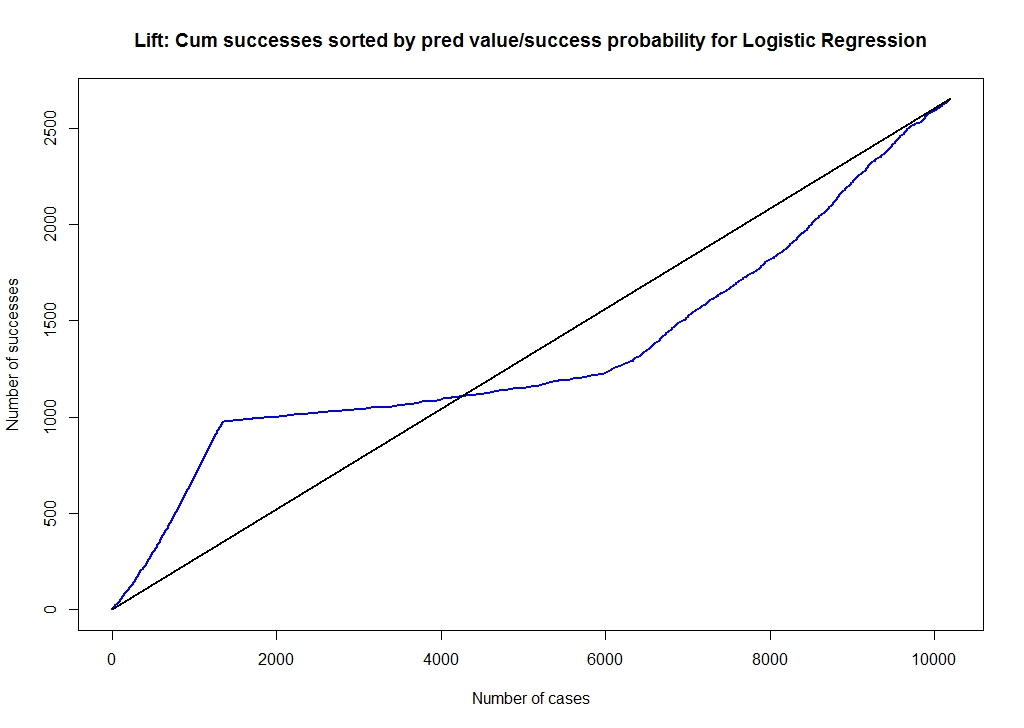 Lift: Cum successes sorted by pred value/success probability for Logistic Regression
Number of successes
2500
2000
1500
1000
500
0
0 2000 4000 6000 8000 10000
Number of cases